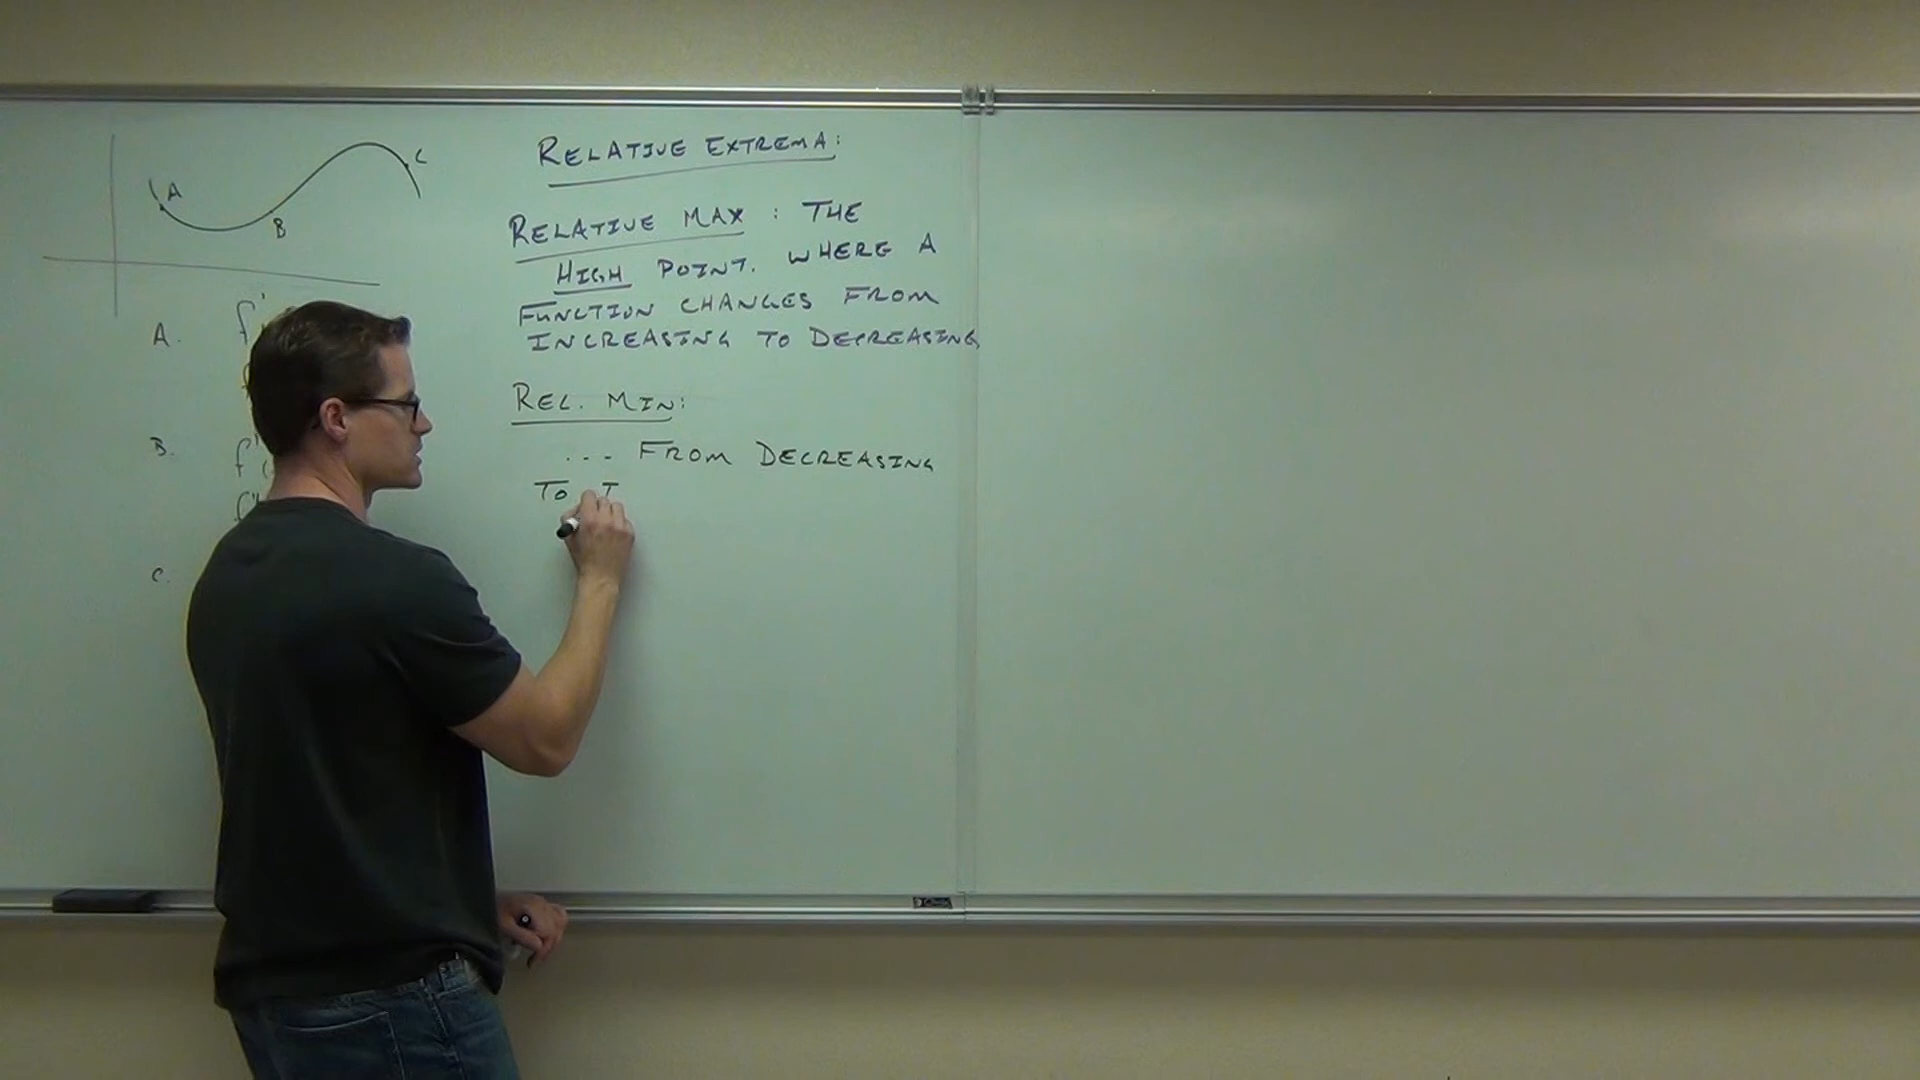 A
B
C
A. f'
B. f'
f''
C.
RELATIVE EXTREMA:
RELATIVE MAX : THE
HIGH POINT. WHERE A
FUNCTION CHANGES FROM
INCREASING TO DECREASING
REL. MIN:
... FROM DECREASING
TO I